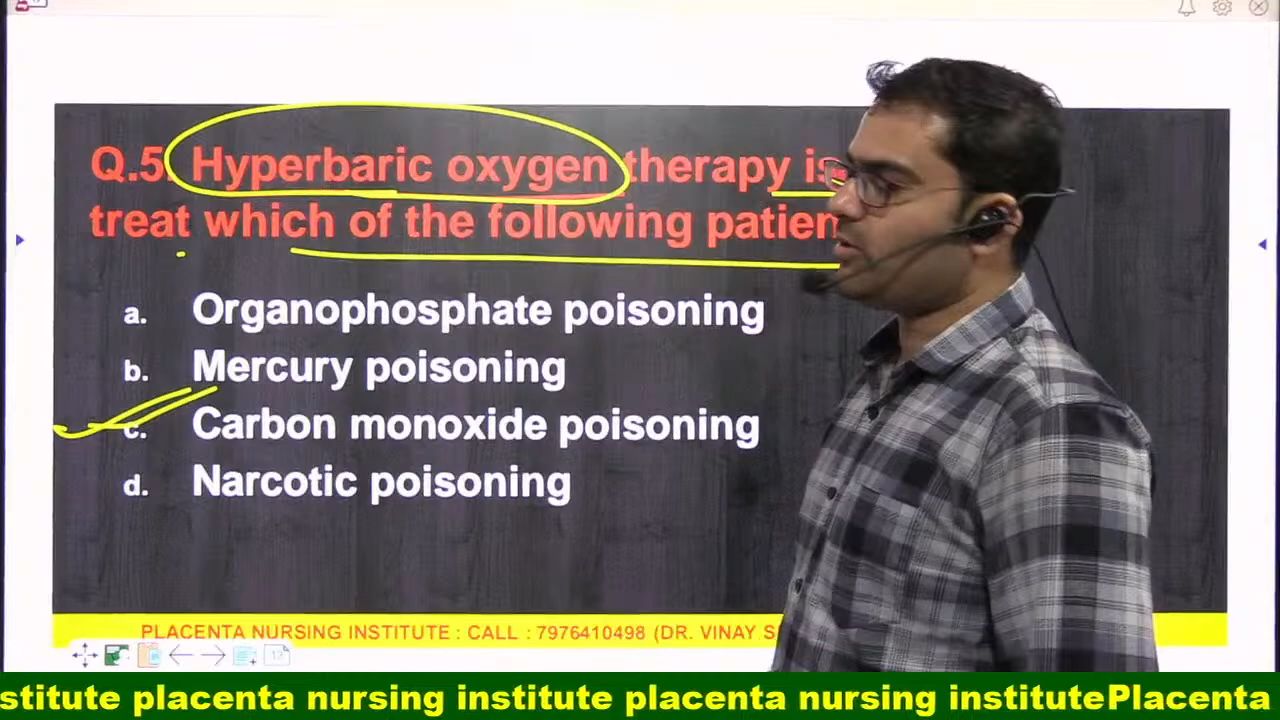 Q.5. Hyperbaric oxygen therapy is
treat which of the following patien
a. Organophosphate poisoning
b. Mercury poisoning
c. Carbon monoxide poisoning
d. Narcotic poisoning
PLACENTA NURSING INSTITUTE : CALL : 7976410498 (DR. VINAY S
stitute placenta nursing institute placenta nursing institutePlacenta